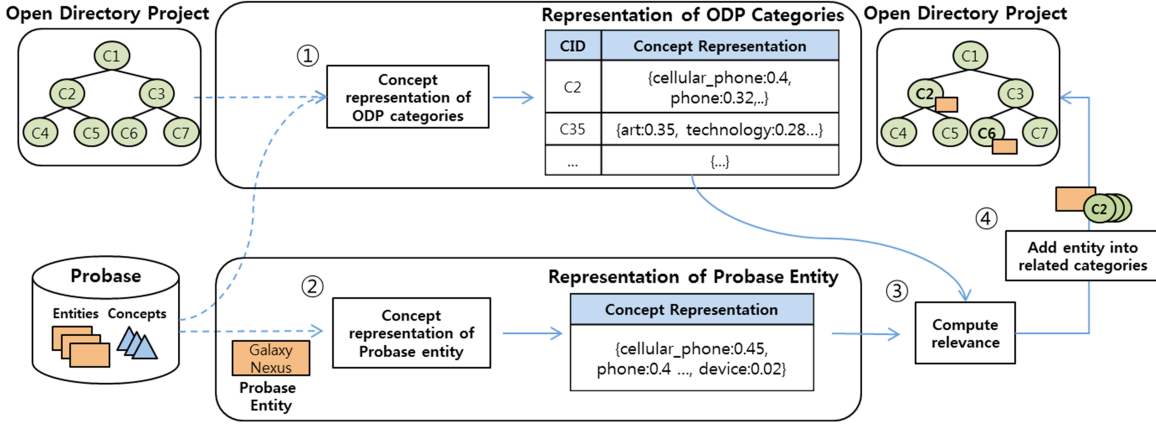 Open Directory Project
C1
C2
C3
C4
C5
C6
C7
①
Concept
representation of
ODP categories
Representation of ODP Categories
CID
Concept Representation
C2
{cellular_phone:0.4,
phone:0.32,..}
C35
{art:0.35, technology:0.28...}
...
{...}
Open Directory Project
C1
C2
C3
C4
C5
C6
C7
Probase
Entities
Concepts
②
Galaxy
Nexus
Probase
Entity
Concept
representation of
Probase entity
Representation of Probase Entity
Concept Representation
{cellular_phone:0.45,
phone:0.4 ..., device:0.02}
③
Compute
relevance
④
C2
Add entity into
related categories